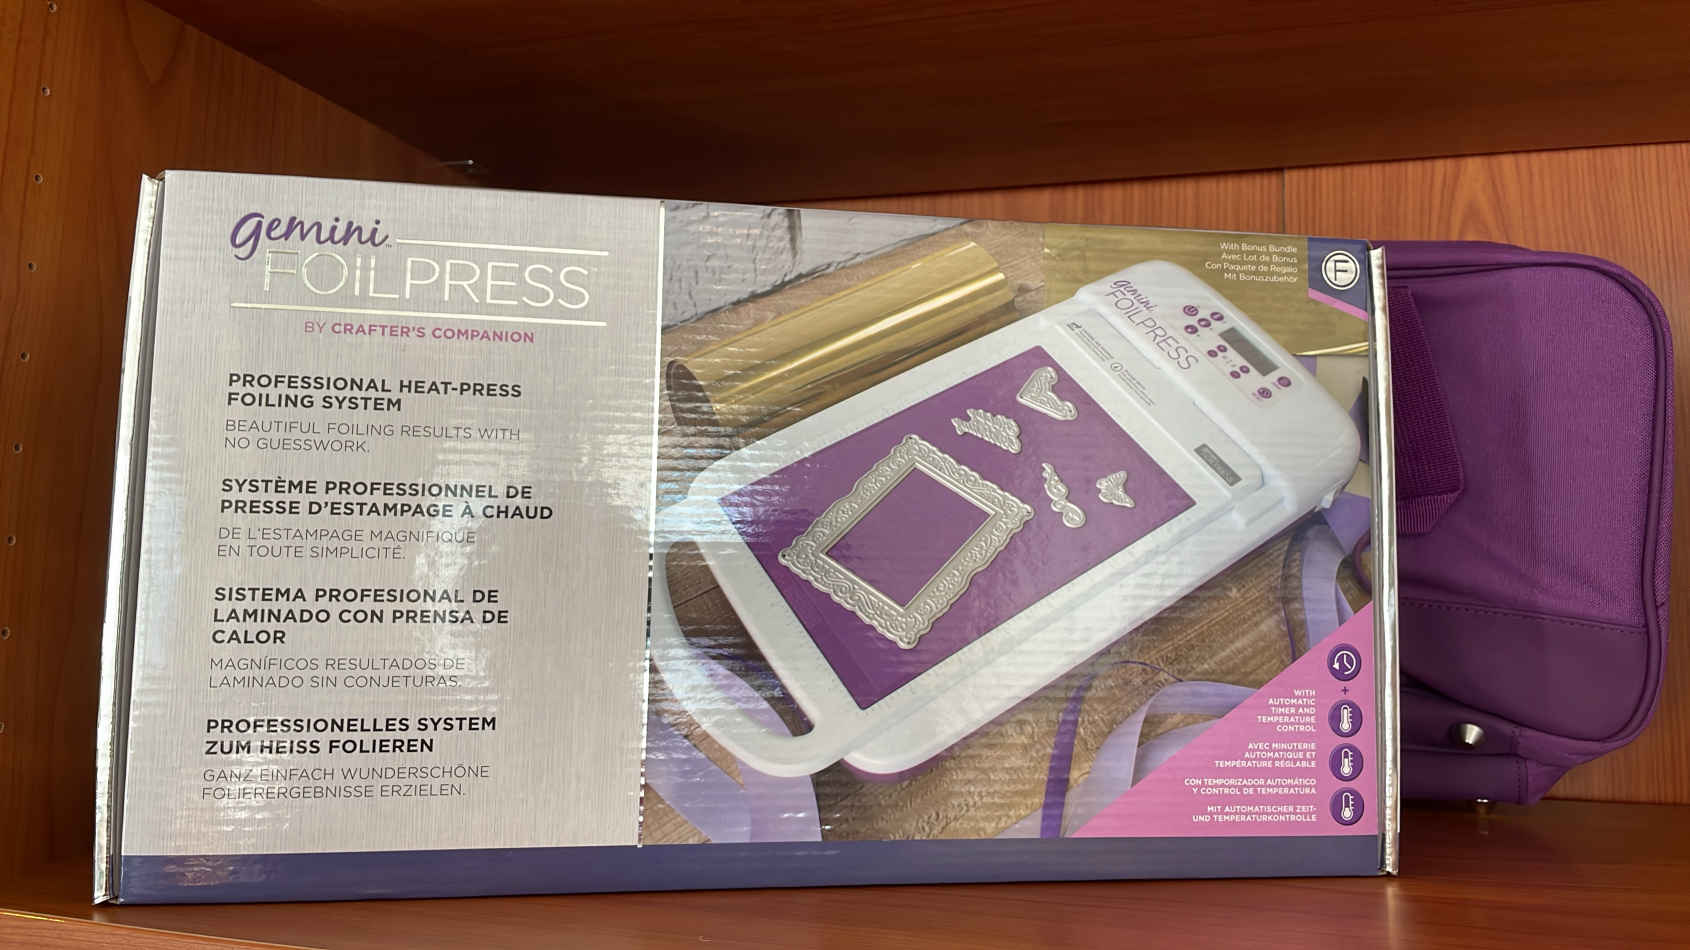 gemini™
FOILPRESS
BY CRAFTER'S COMPANION
PROFESSIONAL HEAT-PRESS
FOILING SYSTEM
BEAUTIFUL FOILING RESULTS WITH
NO GUESSWORK.
SYSTÈME PROFESSIONNEL DE
PRESSE D'ESTAMPAGE À CHAUD
DE L'ESTAMPAGE MAGNIFIQUE
EN TOUTE SIMPLICITÉ.
SISTEMA PROFESIONAL DE
LAMINADO CON PRENSA DE
CALOR
MAGNÍFICOS RESULTADOS DE
LAMINADO SIN CONJETURAS.
PROFESSIONELLES SYSTEM
ZUM HEISS FOLIEREN
GANZ EINFACH WUNDERSCHÖNE
FOLIERERGEBNISSE ERZIELEN.
With Bonus Bundle
Avec Lot de Bonus
Con Paquete de Regalo
Mit Bonuszubehör
F
gemini
FOILPRESS
WITH
AUTOMATIC
TIMER AND
TEMPERATURE
CONTROL
AVEC MINUTERIE
AUTOMATIQUE ET
TEMPÉRATURE RÉGLABLE
CON TEMPORIZADOR AUTOMÁTICO
Y CONTROL DE TEMPERATURA
MIT AUTOMATISCHER ZEIT-
UND TEMPERATURKONTROLLE
+